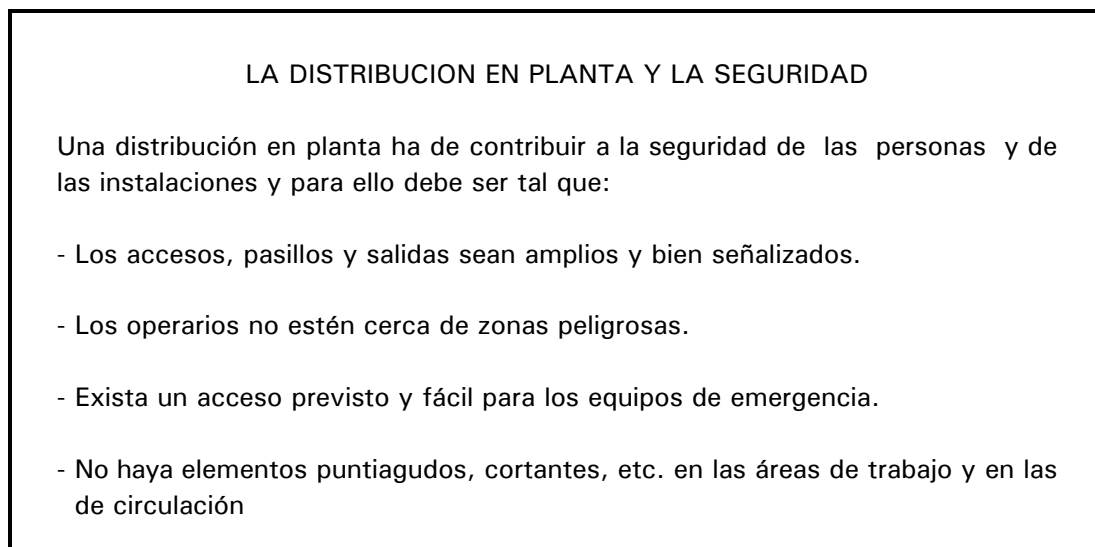 LA DISTRIBUCION EN PLANTA Y LA SEGURIDAD
Una distribución en planta ha de contribuir a la seguridad de las personas y de
las instalaciones y para ello debe ser tal que:
- Los accesos, pasillos y salidas sean amplios y bien señalizados.
- Los operarios no estén cerca de zonas peligrosas.
- Exista un acceso previsto y fácil para los equipos de emergencia.
- No haya elementos puntiagudos, cortantes, etc. en las áreas de trabajo y en las
de circulación